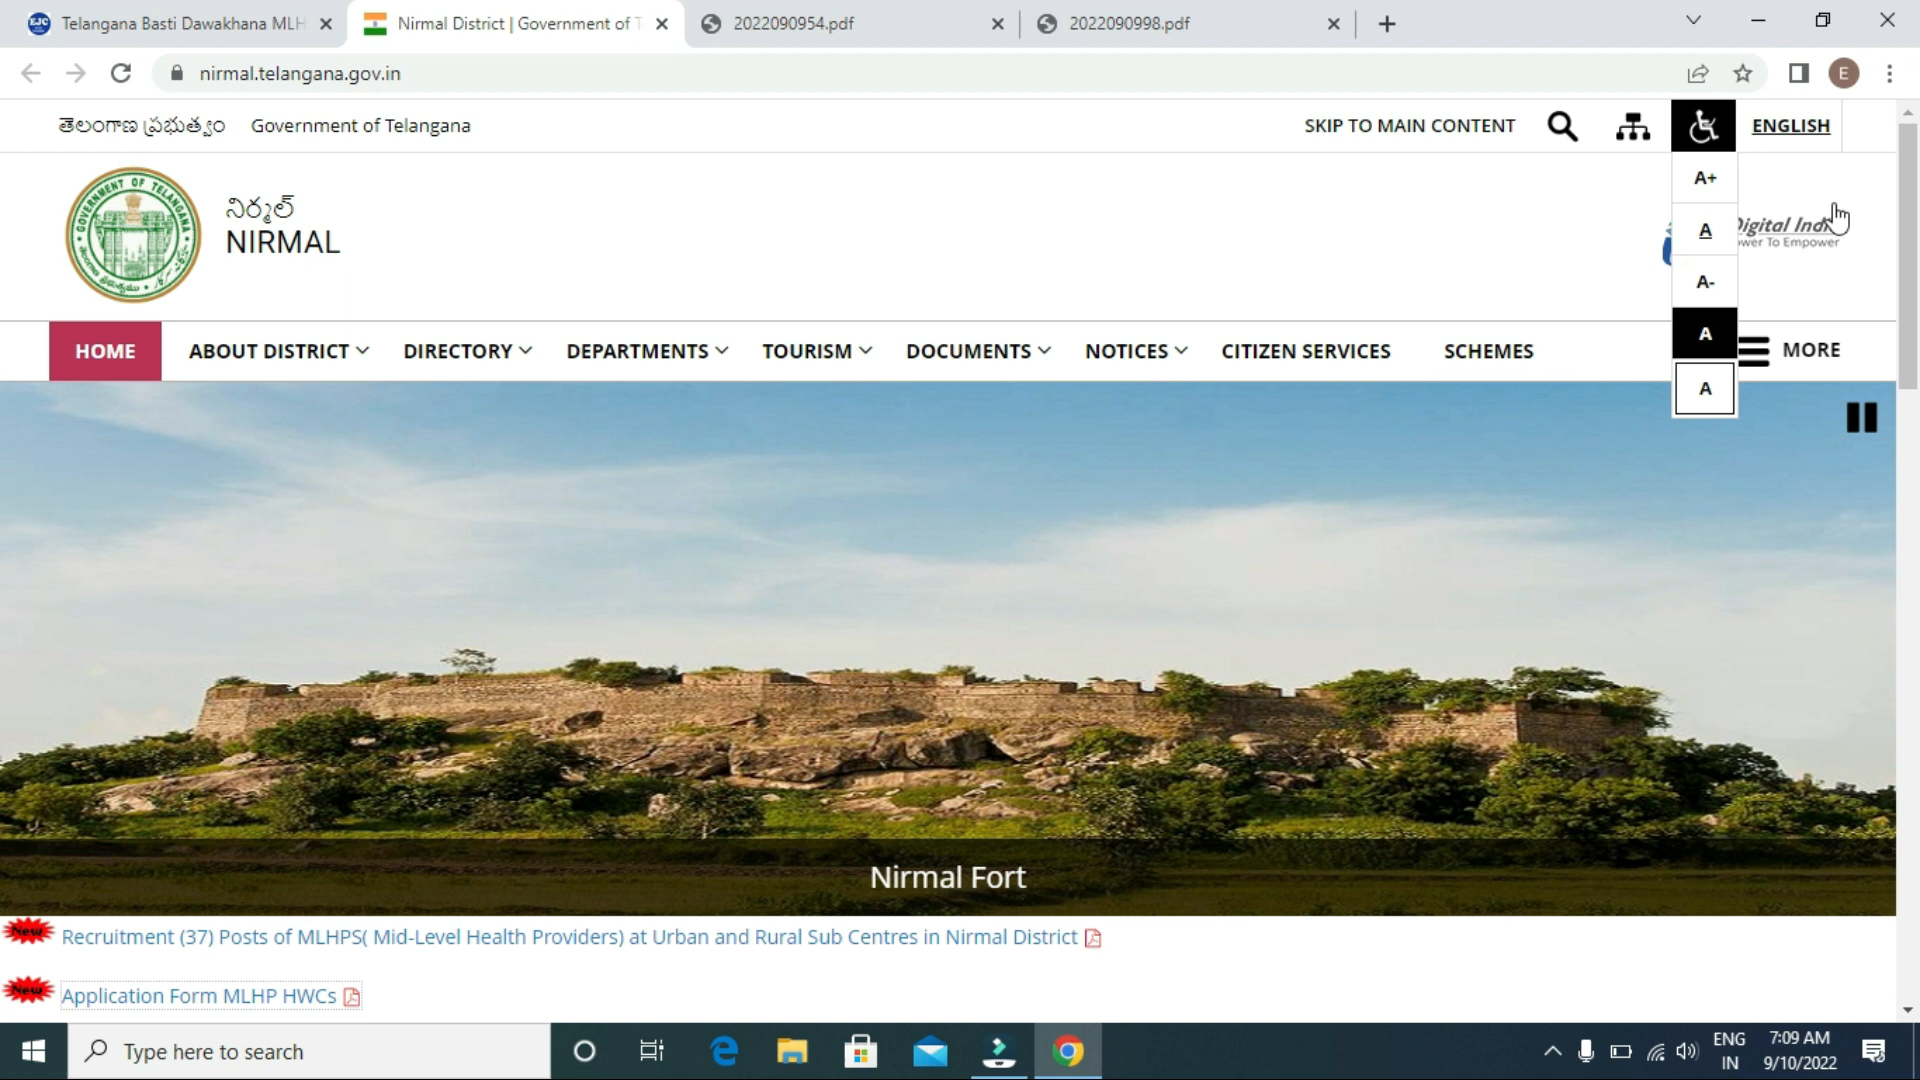 Telangana Basti Dawakhana MLH
Nirmal District | Government of T
2022090954.pdf
2022090998.pdf
nirmal.telangana.gov.in
E
తెలంగాణ ప్రభుత్వం Government of Telangana
SKIP TO MAIN CONTENT
ENGLISH
A+
GOVERNMENT OF TELANGANA
నిర్మల్
NIRMAL
A
Digital Ind
wer To Empower
A-
HOME ABOUT DISTRICT DIRECTORY DEPARTMENTS TOURISM DOCUMENTS NOTICES CITIZEN SERVICES SCHEMES
A
MORE
A
Nirmal Fort
New Recruitment (37) Posts of MLHPS( Mid-Level Health Providers) at Urban and Rural Sub Centres in Nirmal District
New Application Form MLHP HWCs
Type here to search
ENG
IN
7:09 AM
9/10/2022